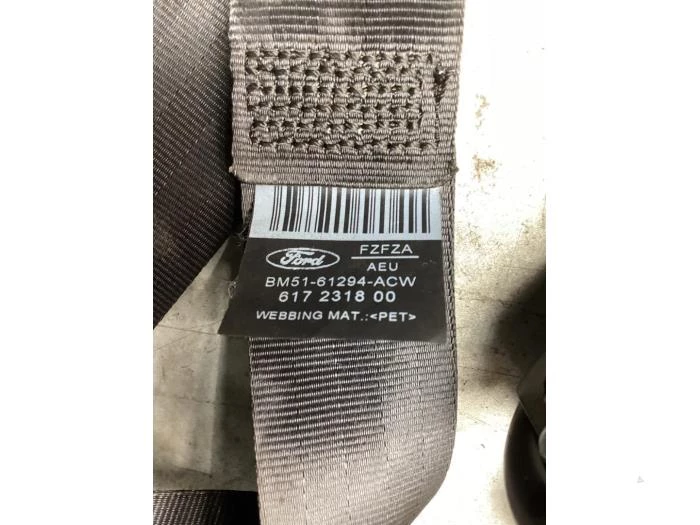 Ford
FZFZA
AEU
BM51-61294-ACW
617 2318 00
WEBBING MAT.:<PET>